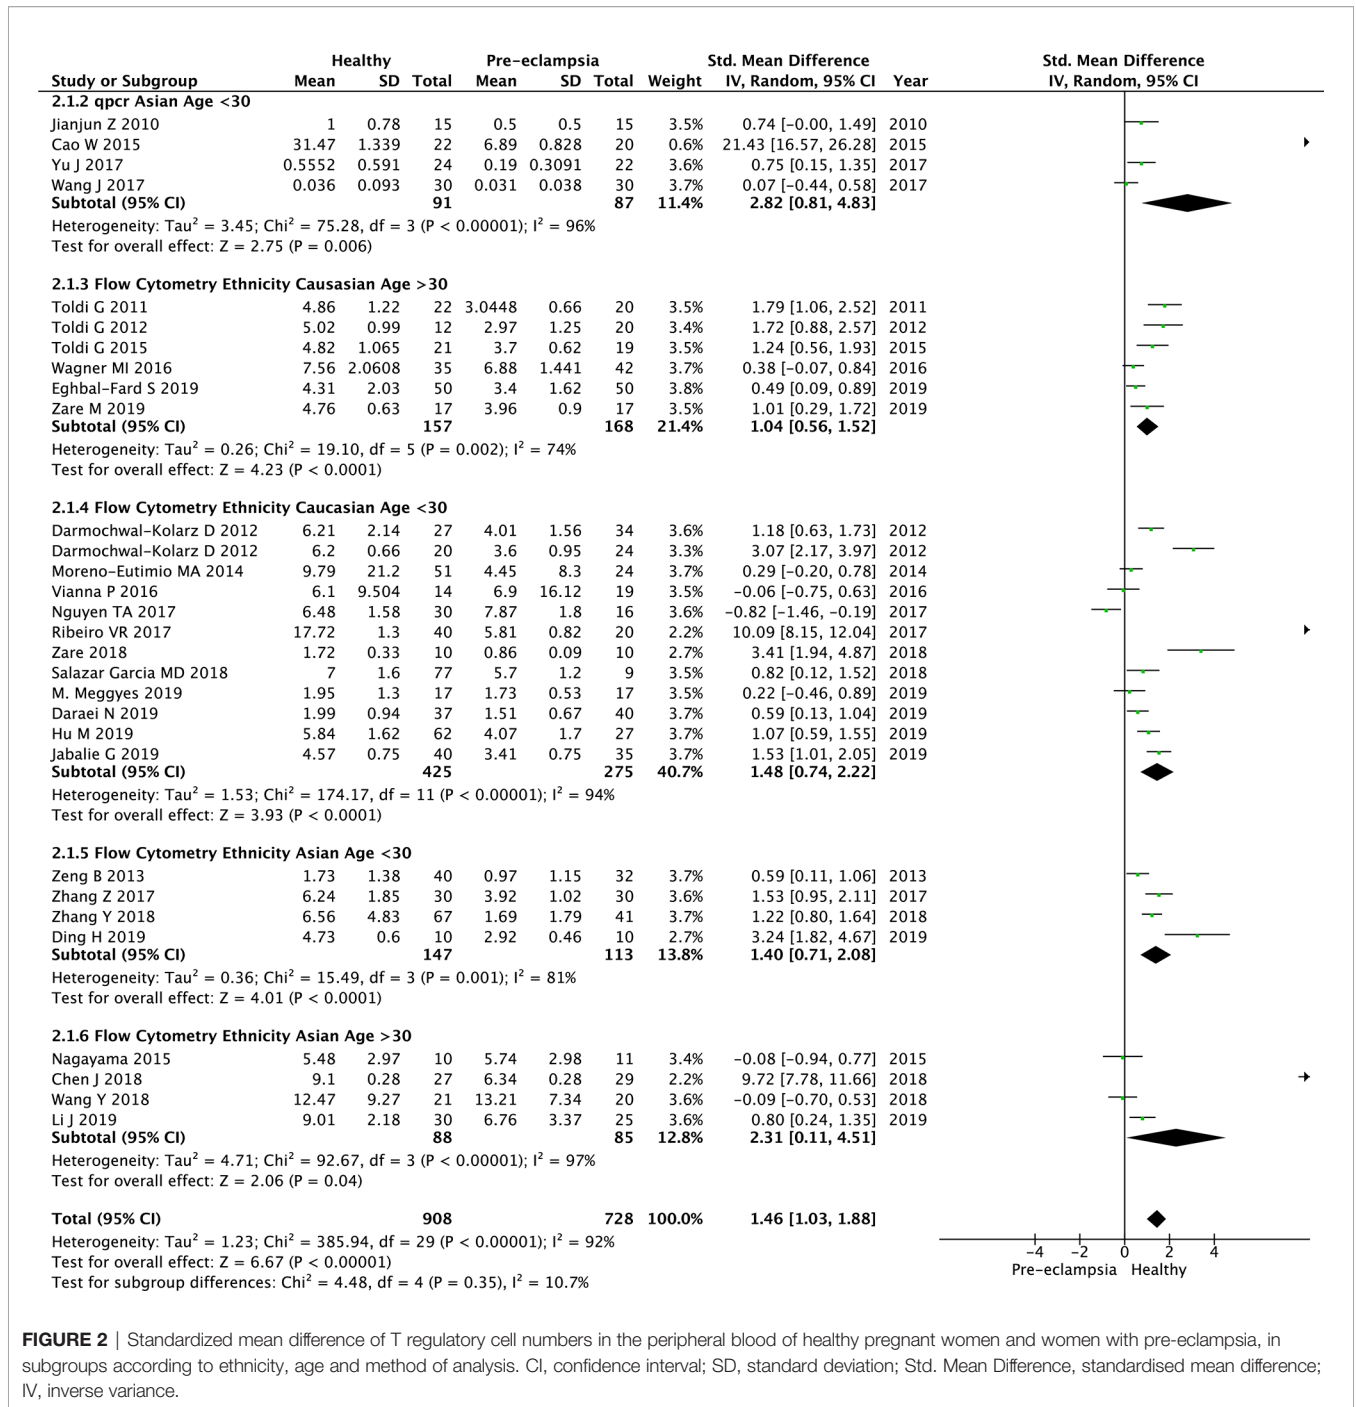 Healthy Pre-eclampsia Std. Mean Difference Std. Mean Difference
Study or Subgroup Mean SD Total Mean SD Total Weight IV, Random, 95% CI Year IV, Random, 95% CI
2.1.2 qpcr Asian Age <30
Jianjun Z 2010 1 0.78 15 0.5 0.5 15 3.5% 0.74 [-0.00, 1.49] 2010
Cao W 2015 31.47 1.339 22 6.89 0.828 20 0.6% 21.43 [16.57, 26.28] 2015
Yu J 2017 0.5552 0.591 24 0.19 0.3091 22 3.6% 0.75 [0.15, 1.35] 2017
Wang J 2017 0.036 0.093 30 0.031 0.038 30 3.7% 0.07 [-0.44, 0.58] 2017
Subtotal (95% CI) 91 87 11.4% 2.82 [0.81, 4.83]
Heterogeneity: Tau² = 3.45; Chi² = 75.28, df = 3 (P < 0.00001); I² = 96%
Test for overall effect: Z = 2.75 (P = 0.006)
2.1.3 Flow Cytometry Ethnicity Causasian Age >30
Toldi G 2011 4.86 1.22 22 3.0448 0.66 20 3.5% 1.79 [1.06, 2.52] 2011
Toldi G 2012 5.02 0.99 12 2.97 1.25 20 3.4% 1.72 [0.88, 2.57] 2012
Toldi G 2015 4.82 1.065 21 3.7 0.62 19 3.5% 1.24 [0.56, 1.93] 2015
Wagner MI 2016 7.56 2.0608 35 6.88 1.441 42 3.7% 0.38 [-0.07, 0.84] 2016
Eghbal-Fard S 2019 4.31 2.03 50 3.4 1.62 50 3.8% 0.49 [0.09, 0.89] 2019
Zare M 2019 4.76 0.63 17 3.96 0.9 17 3.5% 1.01 [0.29, 1.72] 2019
Subtotal (95% CI) 157 168 21.4% 1.04 [0.56, 1.52]
Heterogeneity: Tau² = 0.26; Chi² = 19.10, df = 5 (P = 0.002); I² = 74%
Test for overall effect: Z = 4.23 (P < 0.0001)
2.1.4 Flow Cytometry Ethnicity Caucasian Age <30
Darmochwal-Kolarz D 2012 6.21 2.14 27 4.01 1.56 34 3.6% 1.18 [0.63, 1.73] 2012
Darmochwal-Kolarz D 2012 6.2 0.66 20 3.6 0.95 24 3.3% 3.07 [2.17, 3.97] 2012
Moreno-Eutimio MA 2014 9.79 21.2 51 4.45 8.3 24 3.7% 0.29 [-0.20, 0.78] 2014
Vianna P 2016 6.1 9.504 14 6.9 16.12 19 3.5% -0.06 [-0.75, 0.63] 2016
Nguyen TA 2017 6.48 1.58 30 7.87 1.8 16 3.6% -0.82 [-1.46, -0.19] 2017
Ribeiro VR 2017 17.72 1.3 40 5.81 0.82 20 2.2% 10.09 [8.15, 12.04] 2017
Zare 2018 1.72 0.33 10 0.86 0.09 10 2.7% 3.41 [1.94, 4.87] 2018
Salazar Garcia MD 2018 7 1.6 77 5.7 1.2 9 3.5% 0.82 [0.12, 1.52] 2018
M. Meggyes 2019 1.95 1.3 17 1.73 0.53 17 3.5% 0.22 [-0.46, 0.89] 2019
Daraei N 2019 1.99 0.94 37 1.51 0.67 40 3.7% 0.59 [0.13, 1.04] 2019
Hu M 2019 5.84 1.62 62 4.07 1.7 27 3.7% 1.07 [0.59, 1.55] 2019
Jabalie G 2019 4.57 0.75 40 3.41 0.75 35 3.7% 1.53 [1.01, 2.05] 2019
Subtotal (95% CI) 425 275 40.7% 1.48 [0.74, 2.22]
Heterogeneity: Tau² = 1.53; Chi² = 174.17, df = 11 (P < 0.00001); I² = 94%
Test for overall effect: Z = 3.93 (P < 0.0001)
2.1.5 Flow Cytometry Ethnicity Asian Age <30
Zeng B 2013 1.73 1.38 40 0.97 1.15 32 3.7% 0.59 [0.11, 1.06] 2013
Zhang Z 2017 6.24 1.85 30 3.92 1.02 30 3.6% 1.53 [0.95, 2.11] 2017
Zhang Y 2018 6.56 4.83 67 1.69 1.79 41 3.7% 1.22 [0.80, 1.64] 2018
Ding H 2019 4.73 0.6 10 2.92 0.46 10 2.7% 3.24 [1.82, 4.67] 2019
Subtotal (95% CI) 147 113 13.8% 1.40 [0.71, 2.08]
Heterogeneity: Tau² = 0.36; Chi² = 15.49, df = 3 (P = 0.001); I² = 81%
Test for overall effect: Z = 4.01 (P < 0.0001)
2.1.6 Flow Cytometry Ethnicity Asian Age >30
Nagayama 2015 5.48 2.97 10 5.74 2.98 11 3.4% -0.08 [-0.94, 0.77] 2015
Chen J 2018 9.1 0.28 27 6.34 0.28 29 2.2% 9.72 [7.78, 11.66] 2018
Wang Y 2018 12.47 9.27 21 13.21 7.34 20 3.6% -0.09 [-0.70, 0.53] 2018
Li J 2019 9.01 2.18 30 6.76 3.37 25 3.6% 0.80 [0.24, 1.35] 2019
Subtotal (95% CI) 88 85 12.8% 2.31 [0.11, 4.51]
Heterogeneity: Tau² = 4.71; Chi² = 92.67, df = 3 (P < 0.00001); I² = 97%
Test for overall effect: Z = 2.06 (P = 0.04)
Total (95% CI) 908 728 100.0% 1.46 [1.03, 1.88]
Heterogeneity: Tau² = 1.23; Chi² = 385.94, df = 29 (P < 0.00001); I² = 92%
Test for overall effect: Z = 6.67 (P < 0.00001)
Test for subgroup differences: Chi² = 4.48, df = 4 (P = 0.35), I² = 10.7%
-4 -2 0 2 4
Pre-eclampsia Healthy
FIGURE 2 | Standardized mean difference of T regulatory cell numbers in the peripheral blood of healthy pregnant women and women with pre-eclampsia, in
subgroups according to ethnicity, age and method of analysis. CI, confidence interval; SD, standard deviation; Std. Mean Difference, standardised mean difference;
IV, inverse variance.